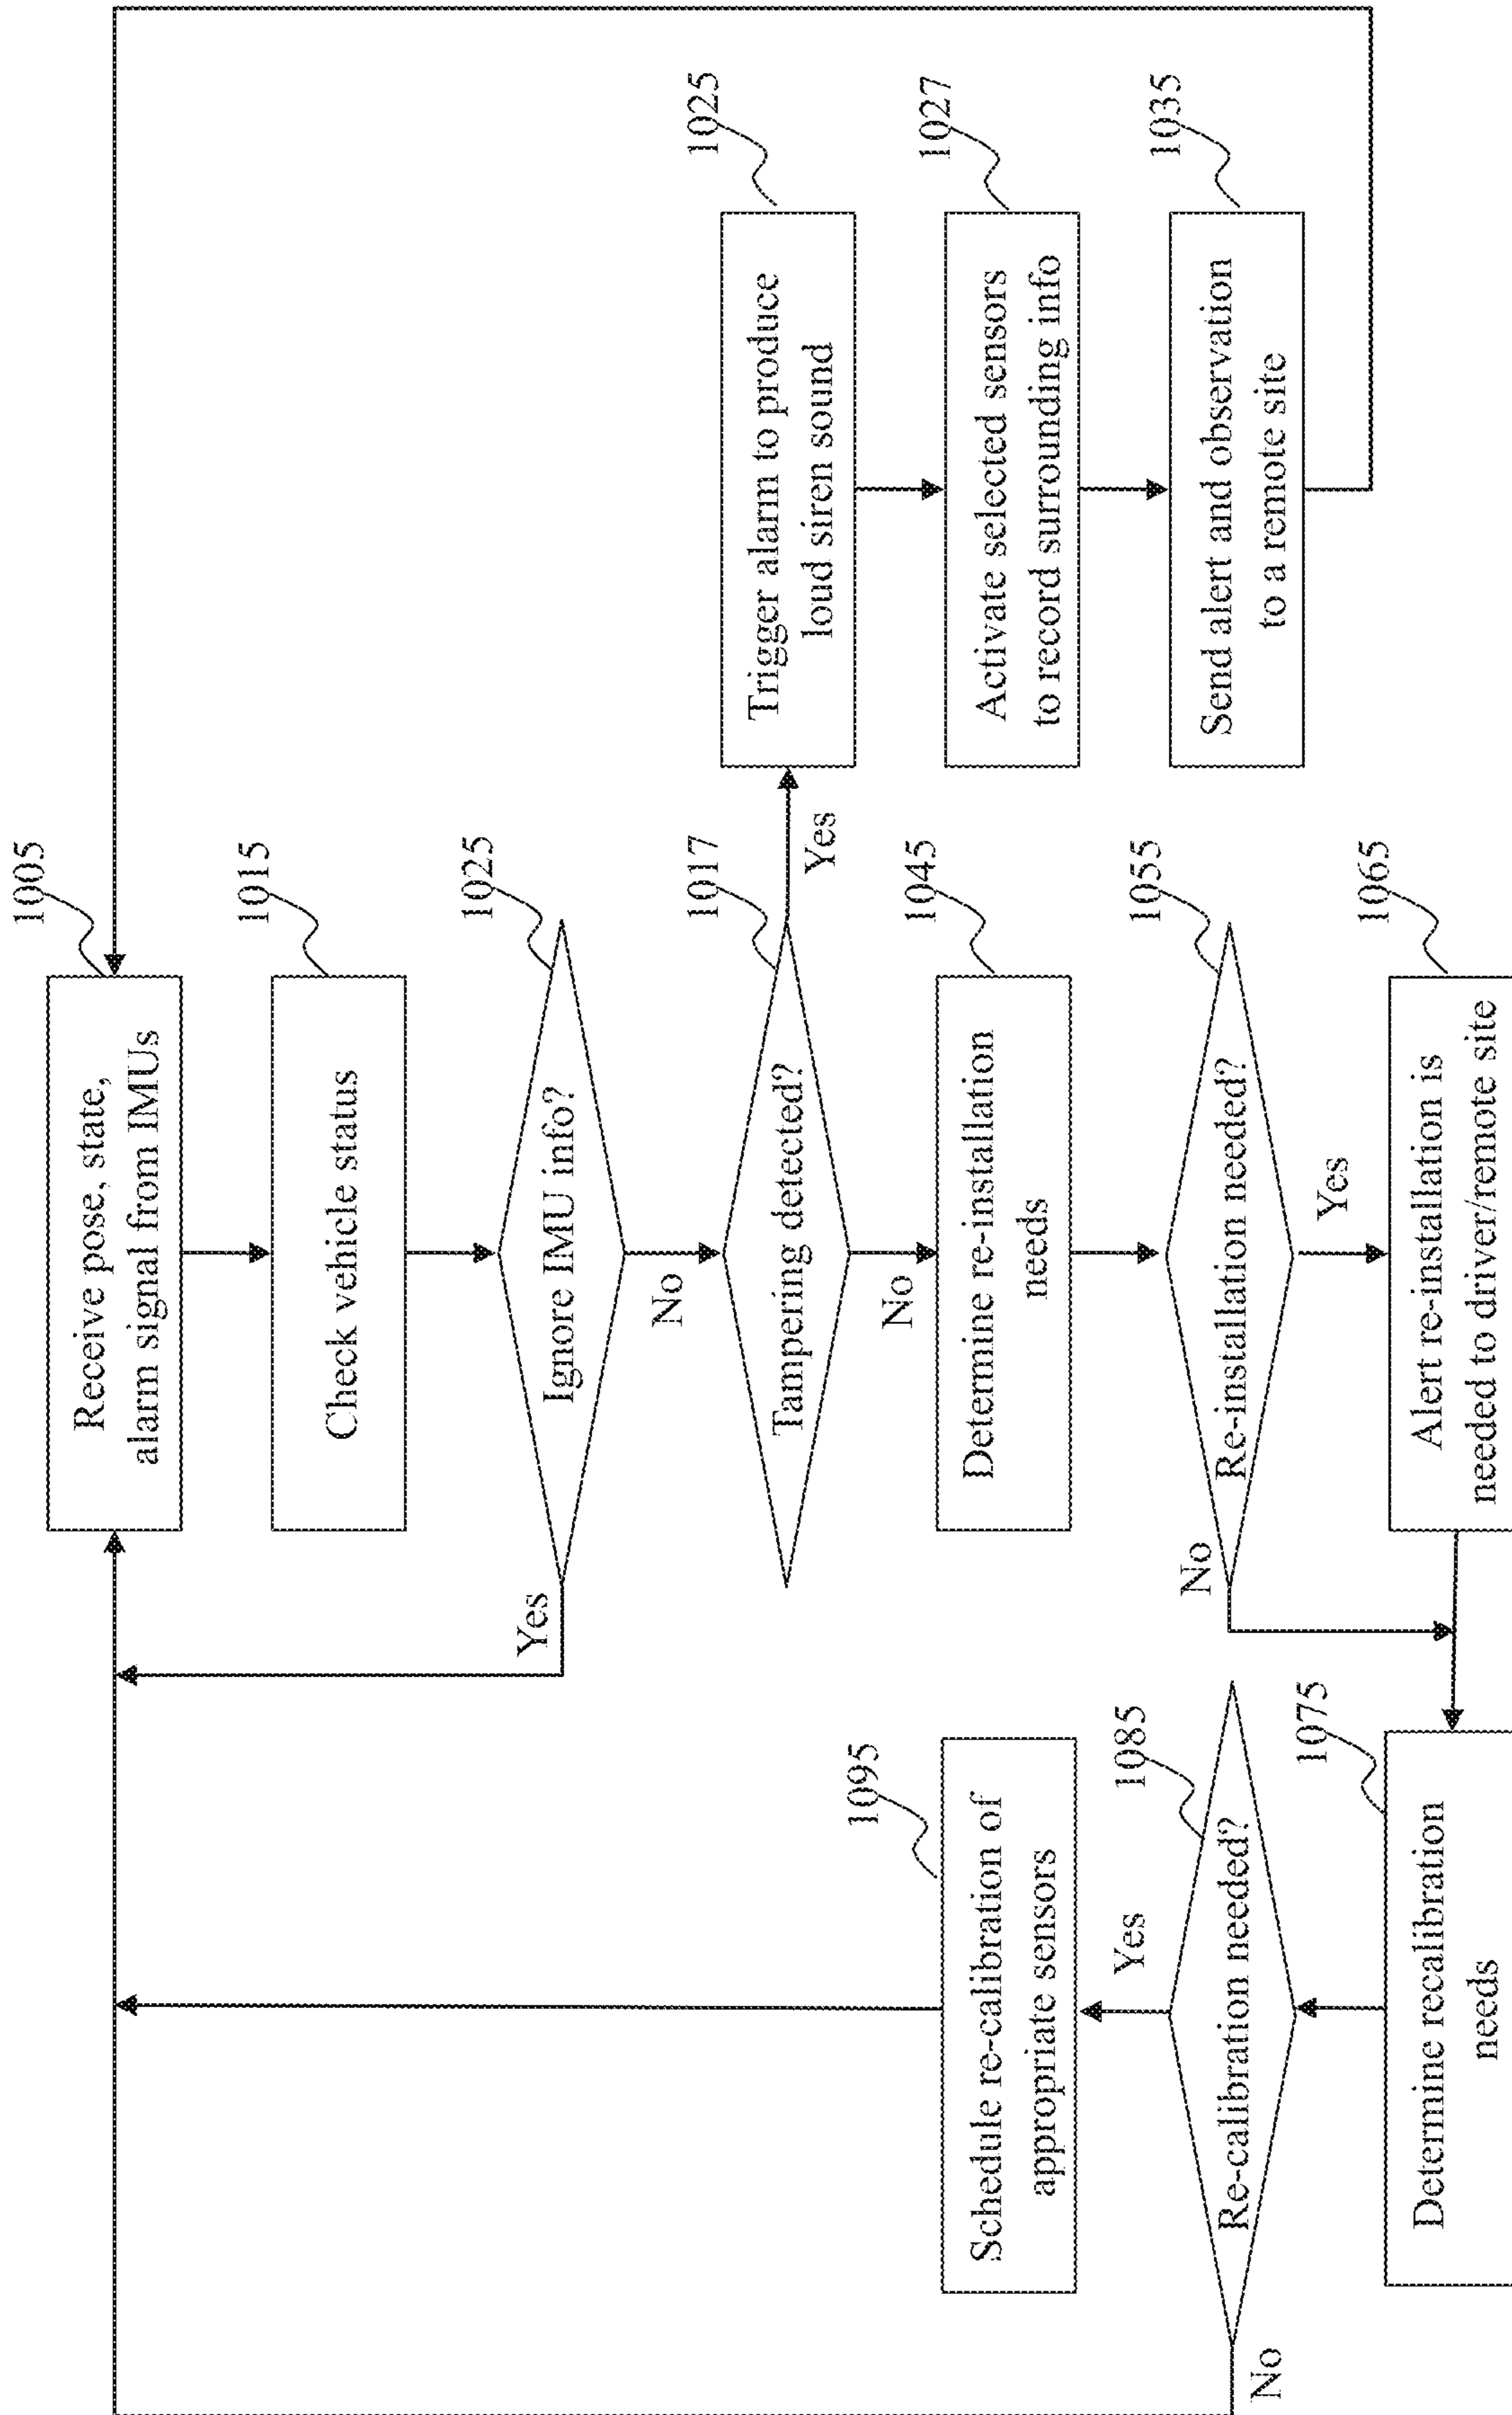 1005
Receive pose, state,
alarm signal from IMUs
1015
Check vehicle status
1025
Ignore IMU info?
Yes
No
1017
Tampering detected?
Yes
No
1025
Trigger alarm to produce
loud siren sound
1027
Activate selected sensors
to record surrounding info
1035
Send alert and observation
to a remote site
1045
Determine re-installation
needs
1055
Re-installation needed?
No
Yes
1065
Alert re-installation is
needed to driver/remote site
1075
Determine recalibration
needs
1085
Re-calibration needed?
Yes
No
1095
Schedule re-calibration of
appropriate sensors